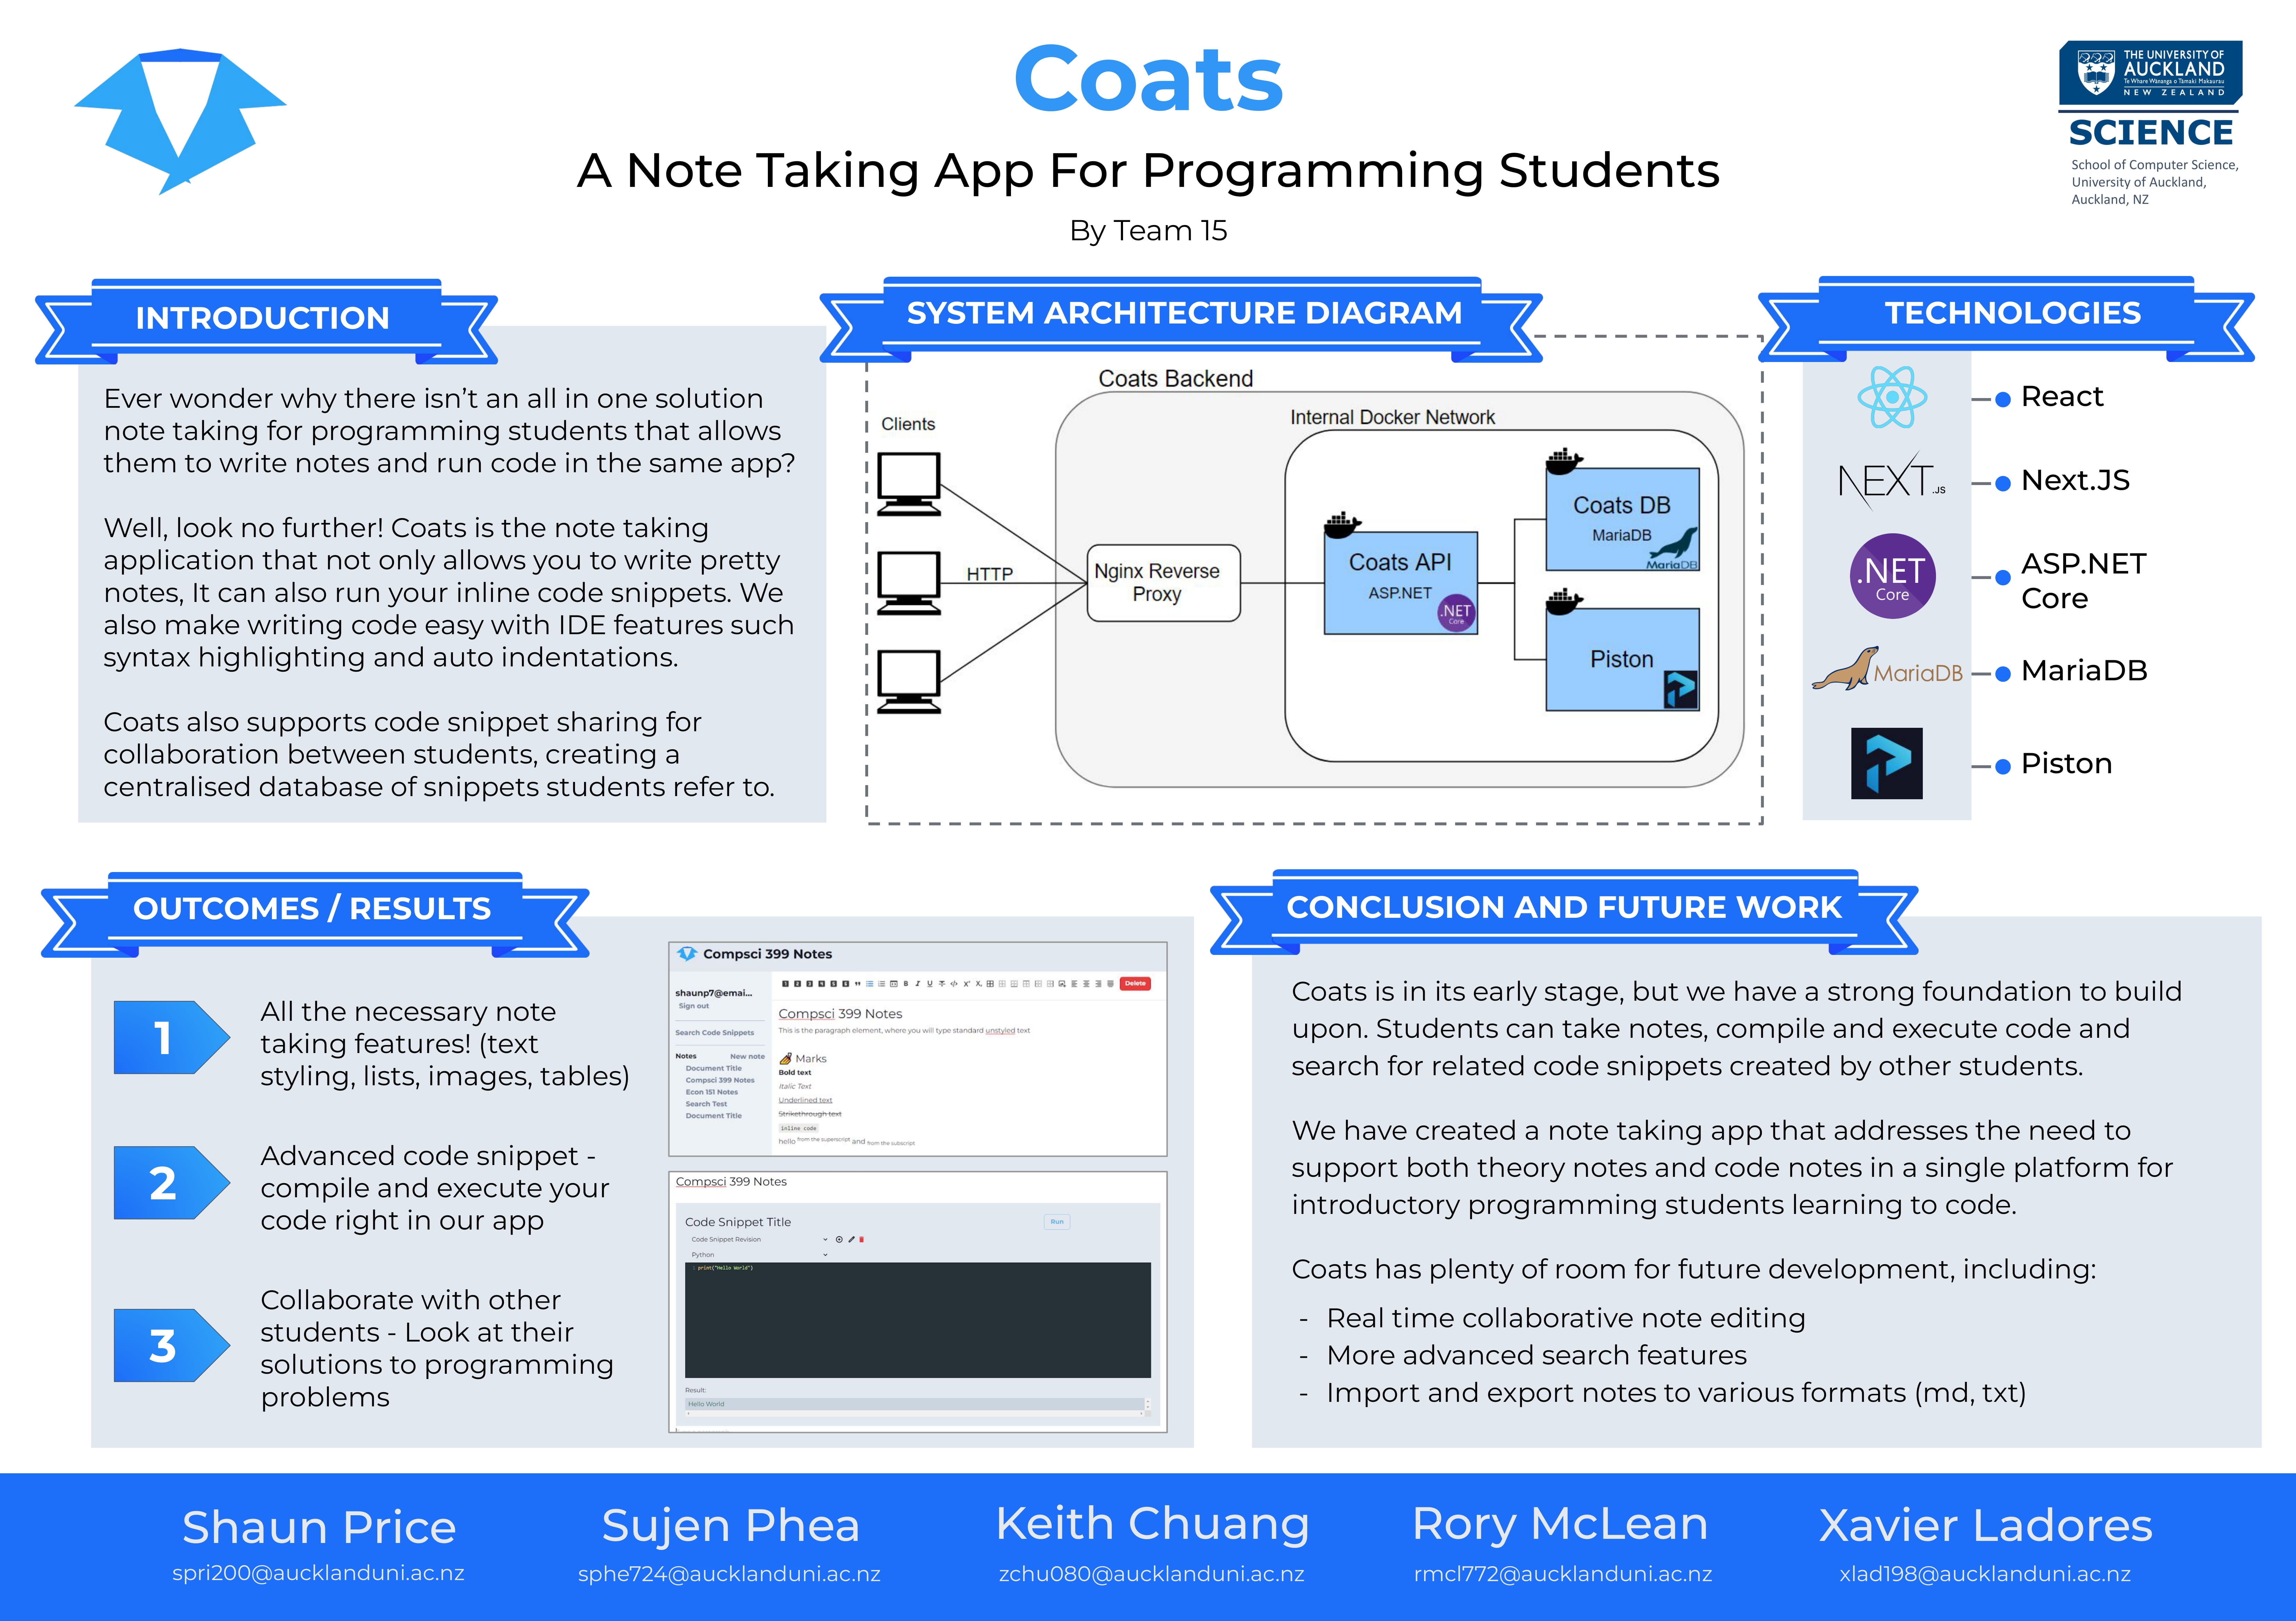 Coats
A Note Taking App For Programming Students
By Team 15
THE UNIVERSITY OF
AUCKLAND
Te Whare Wānanga o Tāmaki Makaurau
NEW ZEALAND
SCIENCE
School of Computer Science,
University of Auckland,
Auckland, NZ
INTRODUCTION
Ever wonder why there isn’t an all in one solution
note taking for programming students that allows
them to write notes and run code in the same app?
Well, look no further! Coats is the note taking
application that not only allows you to write pretty
notes, It can also run your inline code snippets. We
also make writing code easy with IDE features such
syntax highlighting and auto indentations.
Coats also supports code snippet sharing for
collaboration between students, creating a
centralised database of snippets students refer to.
SYSTEM ARCHITECTURE DIAGRAM
Coats Backend
Clients
Internal Docker Network
HTTP
Nginx Reverse
Proxy
Coats API
ASP.NET
.NET
Core
Coats DB
MariaDB
MariaDB
Piston
TECHNOLOGIES
React
NEXT.JS
Next.JS
.NET
Core
ASP.NET
Core
MariaDB
MariaDB
Piston
OUTCOMES / RESULTS
1
All the necessary note
taking features! (text
styling, lists, images, tables)
2
Advanced code snippet -
compile and execute your
code right in our app
3
Collaborate with other
students - Look at their
solutions to programming
problems
Compsci 399 Notes
shaunp7@emai...
Sign out
Search Code Snippets
Notes New note
Document Title
Compsci 399 Notes
Econ 151 Notes
Search Test
Document Title
Delete
Compsci 399 Notes
This is the paragraph element, where you will type standard unstyled text
Marks
Bold text
Italic Text
Underlined text
Strikethrough text
inline code
hello from the superscript and from the subscript
Compsci 399 Notes
Code Snippet Title
Run
Code Snippet Revision
Python
1 print("Hello World")
Result:
Hello World
CONCLUSION AND FUTURE WORK
Coats is in its early stage, but we have a strong foundation to build
upon. Students can take notes, compile and execute code and
search for related code snippets created by other students.
We have created a note taking app that addresses the need to
support both theory notes and code notes in a single platform for
introductory programming students learning to code.
Coats has plenty of room for future development, including:
- Real time collaborative note editing
- More advanced search features
- Import and export notes to various formats (md, txt)
Shaun Price
spri200@aucklanduni.ac.nz
Sujen Phea
sphe724@aucklanduni.ac.nz
Keith Chuang
zchu080@aucklanduni.ac.nz
Rory McLean
rmcl772@aucklanduni.ac.nz
Xavier Ladores
xlad198@aucklanduni.ac.nz